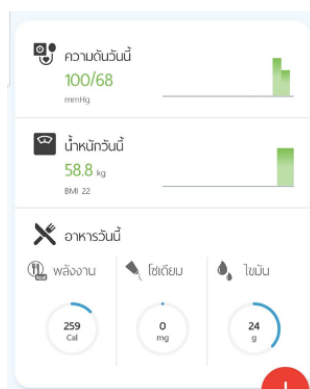 ความดันวันนี้
100/68
mmHg
น้ำหนักวันนี้
58.8 kg
BMI 22
อาหารวันนี้
พลังงาน
โซเดียม
ไขมัน
259
Cal
0
mg
24
g